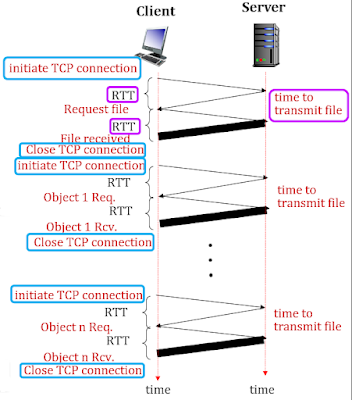 Client
Server
initiate TCP connection
RTT
Request file
time to
transmit file
RTT
File received
Close TCP connection
initiate TCP connection
RTT
Object 1 Req.
time to
transmit file
RTT
Object 1 Rcv.
Close TCP connection
initiate TCP connection
RTT
time to
transmit file
Object n Req.
RTT
Object n Rcv.
Close TCP connection
time
time